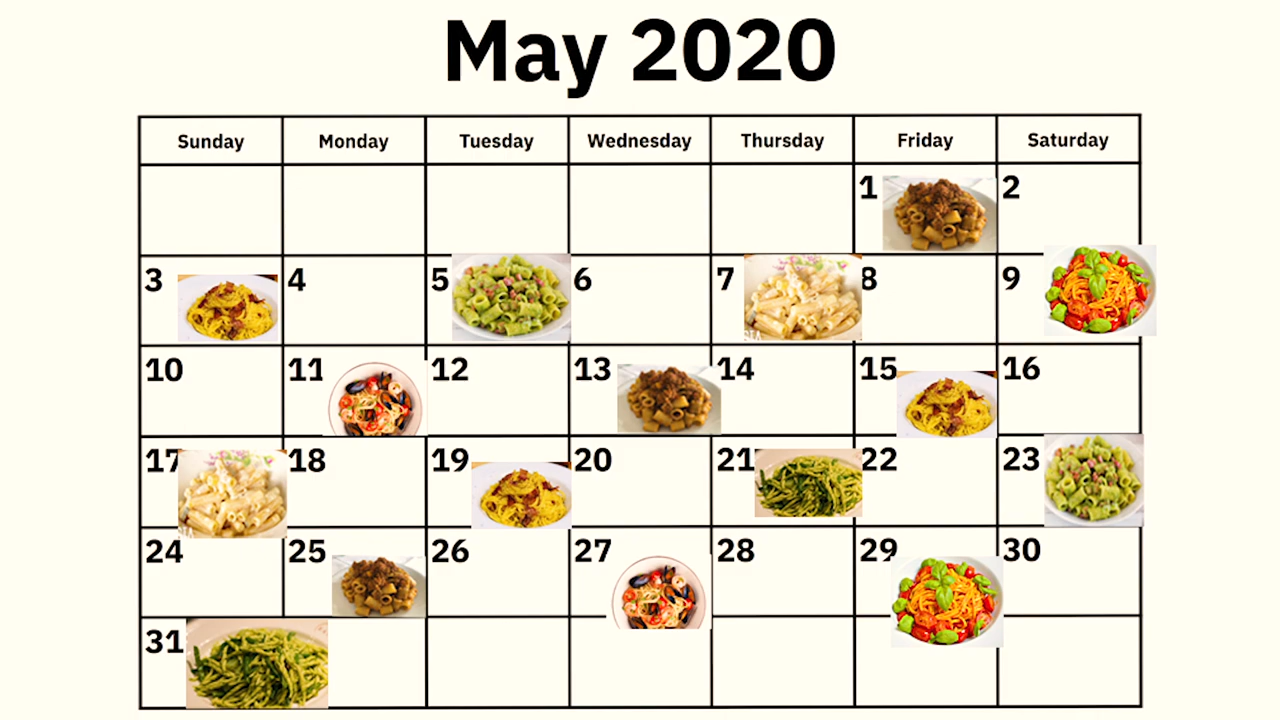 May 2020
Sunday Monday Tuesday Wednesday Thursday Friday Saturday
1 2
3 4 5 6 7 8 9
10 11 12 13 14 15 16
17 18 19 20 21 22 23
24 25 26 27 28 29 30
31